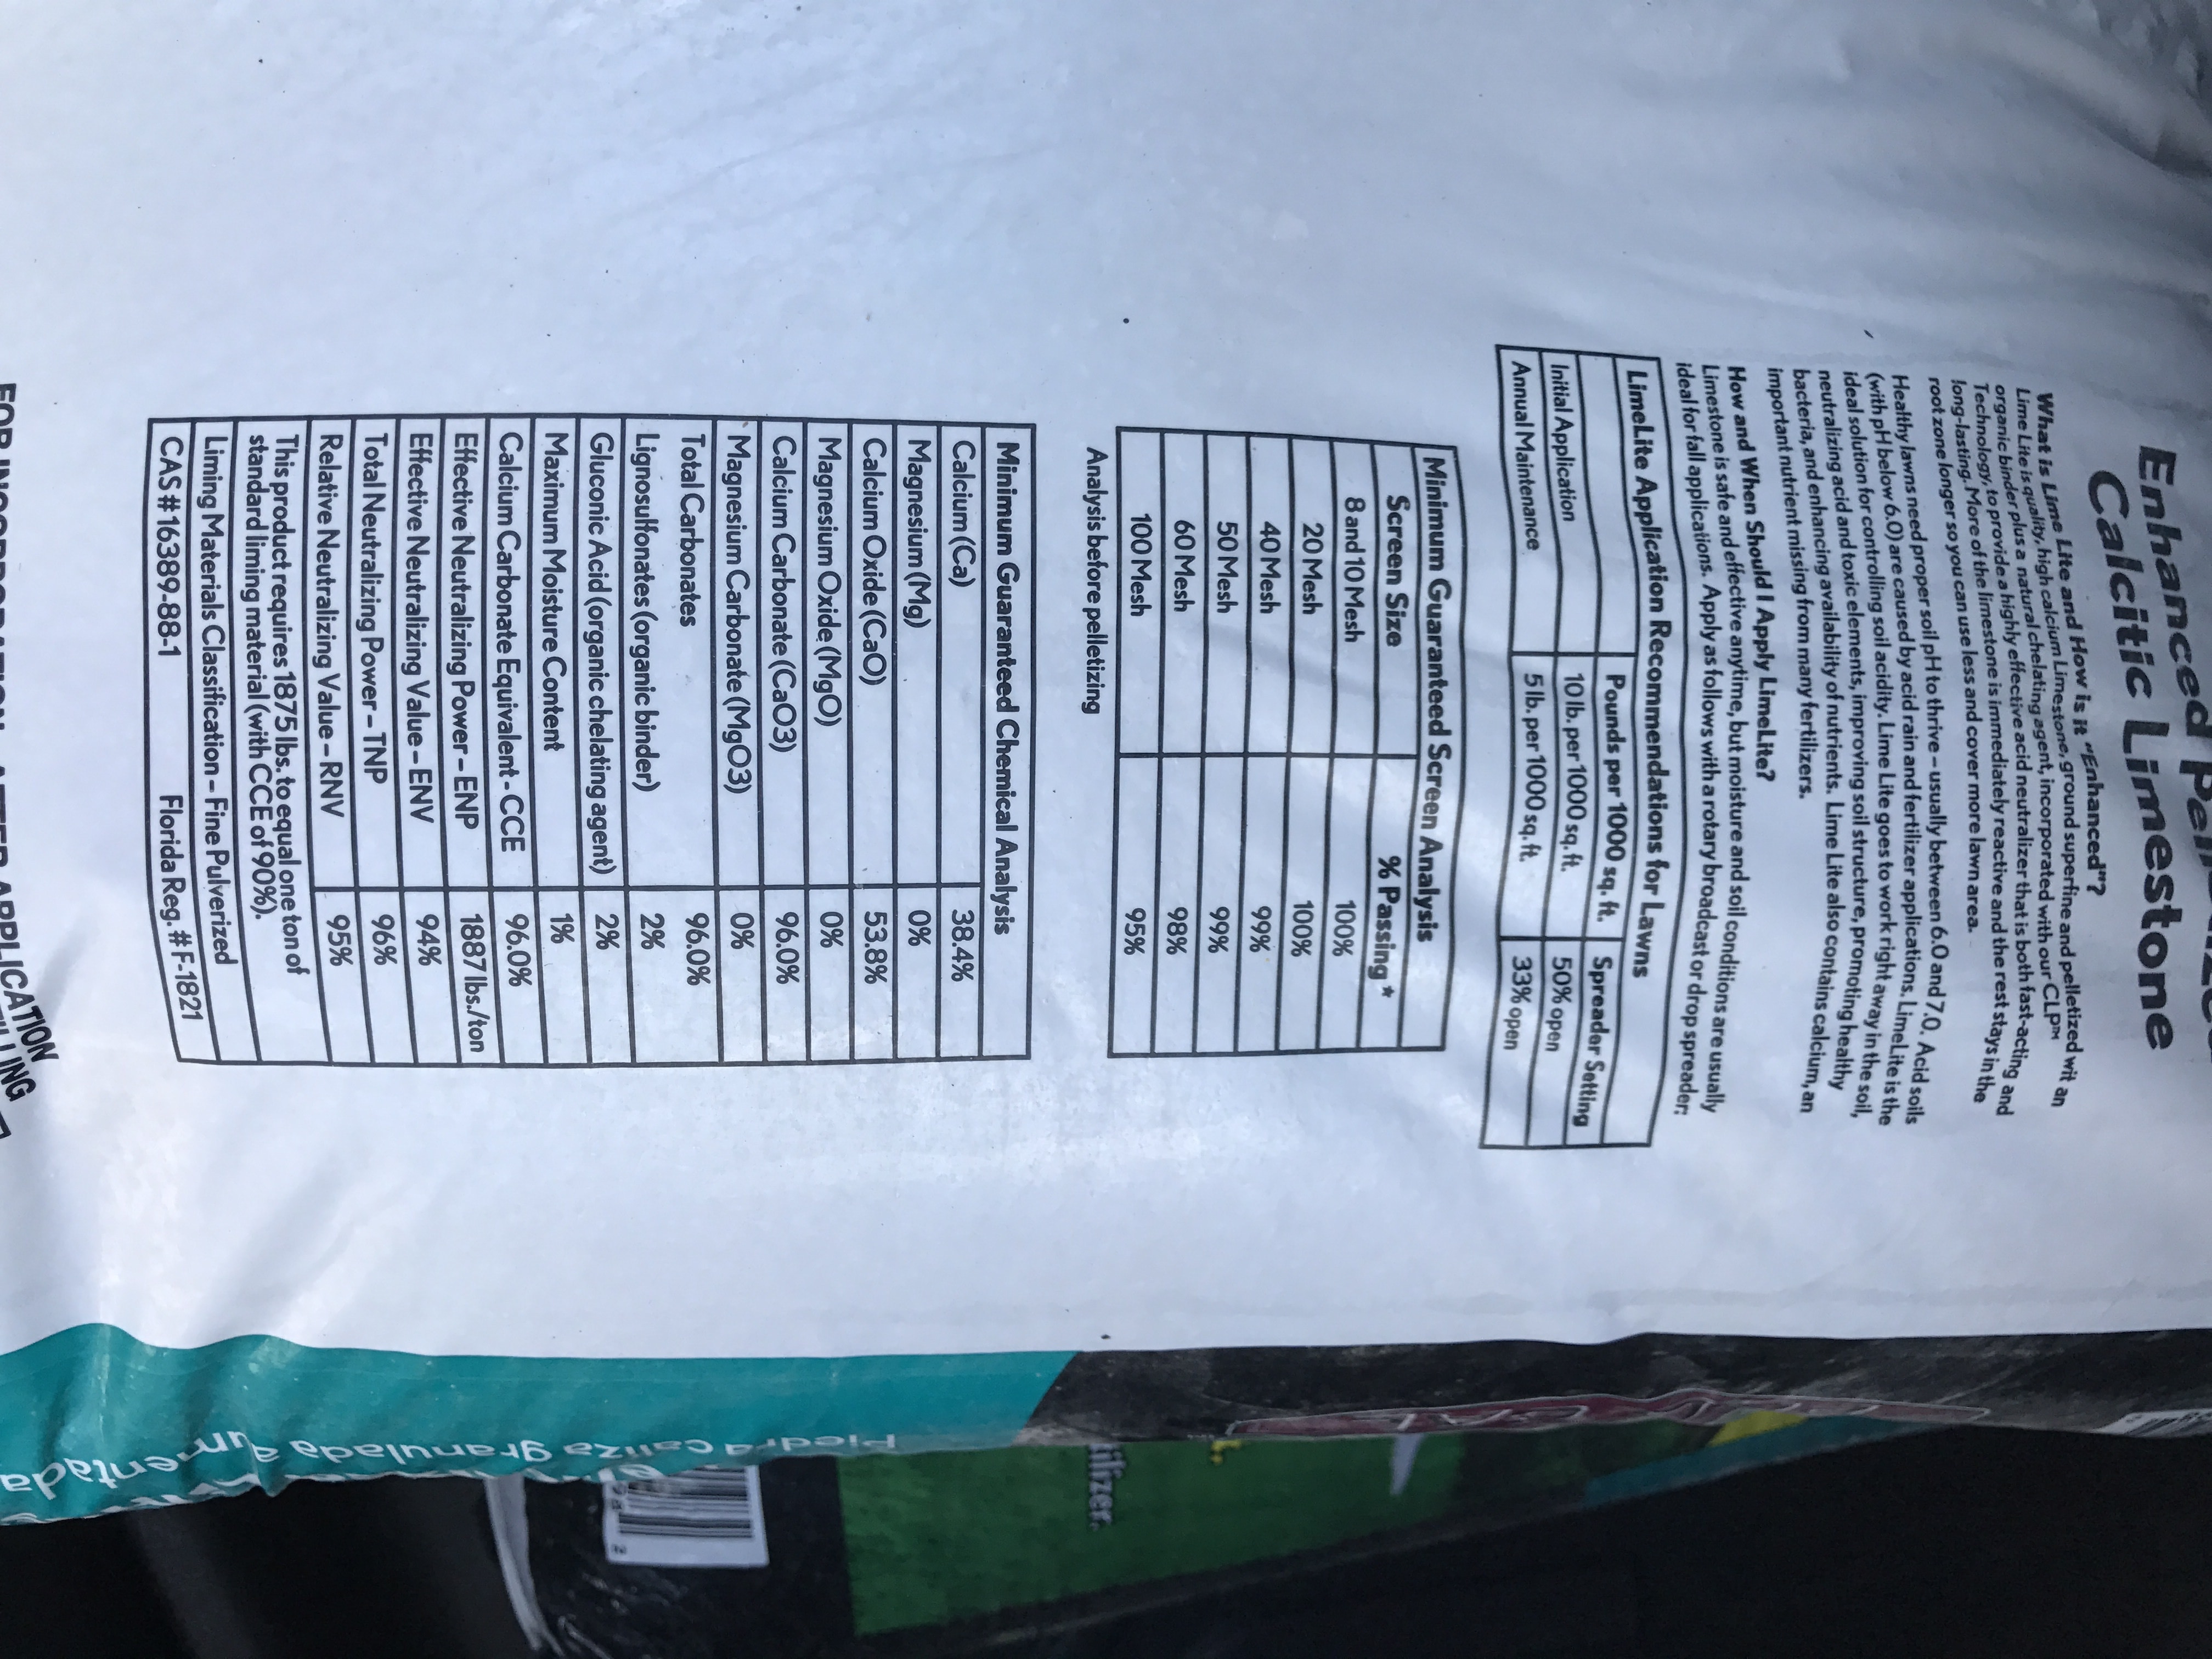 Enhanced
Calcitic Limestone
What is Lime Lite and How is it "Enhanced"?
Lime Lite is quality, high calcium Limestone, ground superfine and pelletized wit an
organic binder plus a natural chelating agent, incorporated with our CLP™
Technology, to provide a highly effective acid neutralizer that is both fast-acting and
long-lasting. More of the limestone is immediately reactive and the rest stays in the
root zone longer so you can use less and cover more lawn area.
Healthy lawns need proper soil pH to thrive – usually between 6.0 and 7.0. Acid soils
(with pH below 6.0) are caused by acid rain and fertilizer applications. LimeLite is the
ideal solution for controlling soil acidity. Lime Lite goes to work right away in the soil,
neutralizing acid and toxic elements, improving soil structure, promoting healthy
bacteria, and enhancing availability of nutrients. Lime Lite also contains calcium, an
important nutrient missing from many fertilizers.
How and When Should I Apply LimeLite?
Limestone is safe and effective anytime, but moisture and soil conditions are usually
ideal for fall applications. Apply as follows with a rotary broadcast or drop spreader:
LimeLite Application Recommendations for Lawns
Pounds per 1000 sq. ft. Spreader Setting
Initial Application 10 lb. per 1000 sq. ft. 50% open
Annual Maintenance 5 lb. per 1000 sq. ft. 33% open
Minimum Guaranteed Screen Analysis
Screen Size % Passing*
8 and 10 Mesh 100%
20 Mesh 100%
40 Mesh 99%
50 Mesh 99%
60 Mesh 98%
100 Mesh 95%
Analysis before pelletizing
Minimum Guaranteed Chemical Analysis
Calcium (Ca) 38.4%
Magnesium (Mg) 0%
Calcium Oxide (CaO) 53.8%
Magnesium Oxide (MgO) 0%
Calcium Carbonate (CaO3) 96.0%
Magnesium Carbonate (MgO3) 0%
Total Carbonates 96.0%
Lignosulfonates (organic binder) 2%
Gluconic Acid (organic chelating agent) 2%
Maximum Moisture Content 1%
Calcium Carbonate Equivalent - CCE 96.0%
Effective Neutralizing Power – ENP 1887 lbs./ton
Effective Neutralizing Value – ENV 94%
Total Neutralizing Power – TNP 96%
Relative Neutralizing Value – RNV 95%
This product requires 1875 lbs. to equal one ton of
standard liming material (with CCE of 90%).
Liming Materials Classification – Fine Pulverized
CAS # 16389-88-1 Florida Reg. # F-1821
APPLICATION
Piedra caliza granulada